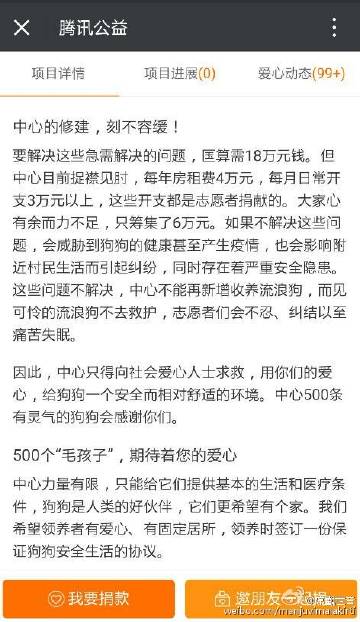 腾讯公益
项目详情 项目进展(0) 爱心动态(99+)
中心的修建，刻不容缓！
要解决这些急需解决的问题，匡算需18万元钱。但
中心目前捉襟见肘，每年房租费4万元，每月日常开
支3万元以上，这些开支都是志愿者捐献的。大家心
有余而力不足，只筹集了6万元。如果不解决这些问
题，会威胁到狗狗的健康甚至产生疫情，也会影响附
近村民生活而引起纠纷，同时存在着严重安全隐患。
这些问题不解决，中心不能再新增收养流浪狗，而见
可怜的流浪狗不去救护，志愿者们会不忍、纠结以至
痛苦失眠。
因此，中心只得向社会爱心人士求救，用你们的爱
心，给狗狗一个安全而相对舒适的环境。中心500条
有灵气的狗狗会感谢你们。
500个“毛孩子”，期待着您的爱心
中心力量有限，只能给它们提供基本的生活和医疗条
件，狗狗是人类的好伙伴，它们更希望有个家。我们
希望领养者有爱心、有固定居所，领养时签订一份保
证狗狗安全生活的协议。
我要捐款 邀朋友一起捐